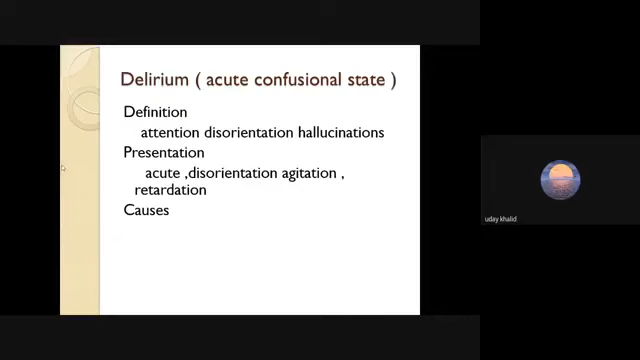 Delirium ( acute confusional state )
Definition
attention disorientation hallucinations
Presentation
acute ,disorientation agitation ,
retardation
Causes
uday khalid